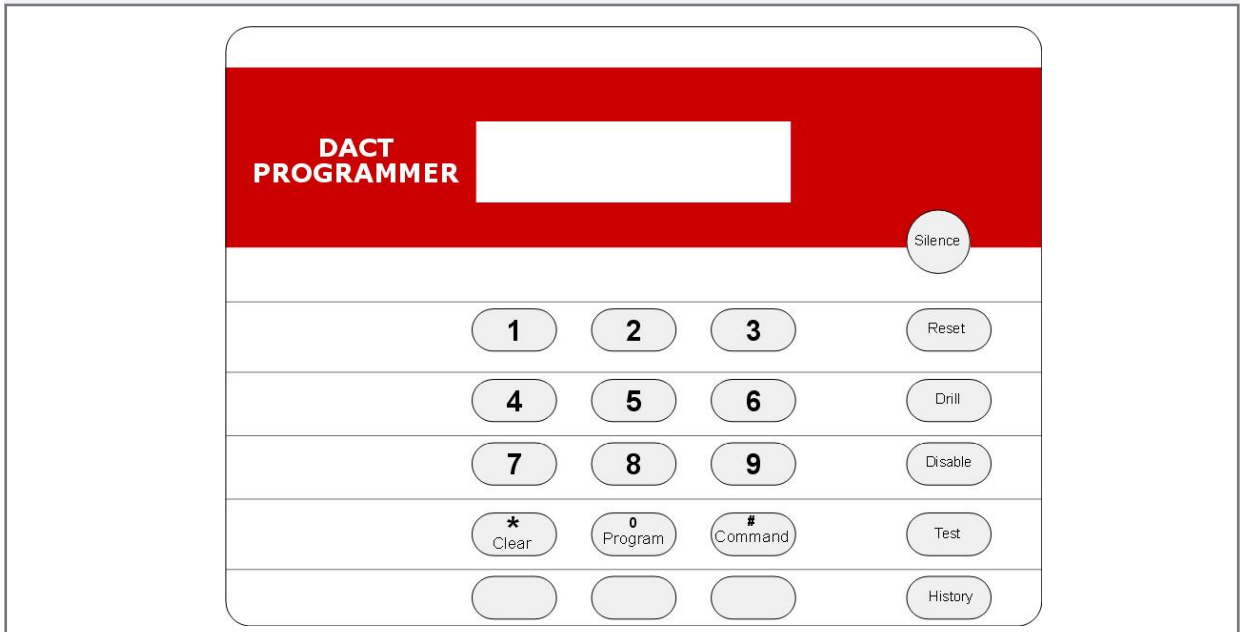 DACT
PROGRAMMER
Silence
1 2 3 Reset
4 5 6 Drill
7 8 9 Disable
* 0 #
Clear Program Command Test
History